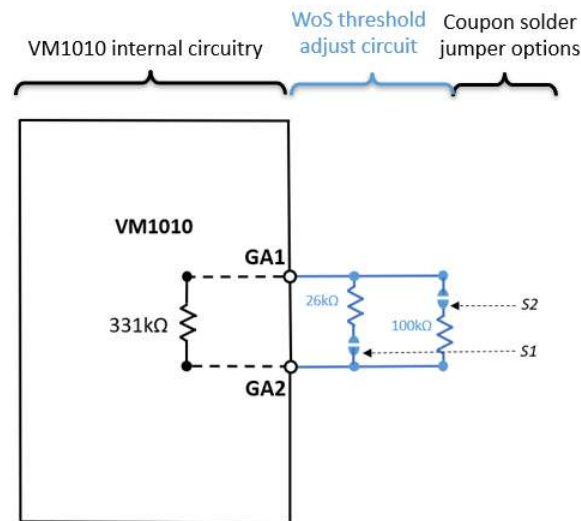 VM1010 internal circuitry
WoS threshold
adjust circuit
Coupon solder
jumper options
VM1010
GA1
331kΩ
GA2
26kΩ
100kΩ
S2
S1